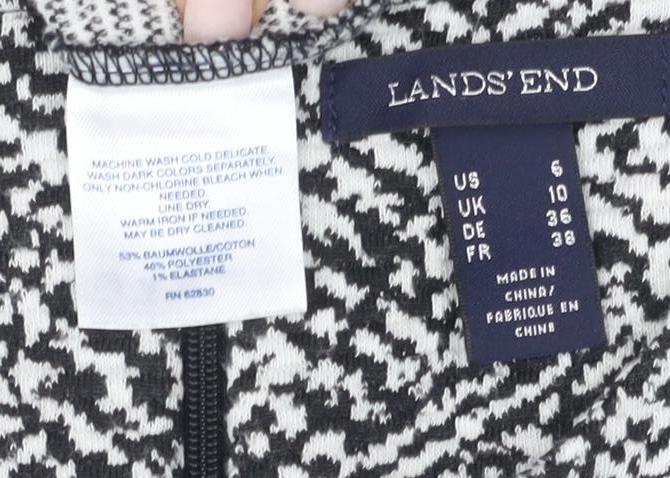 MACHINE WASH COLD DELICATE.
WASH DARK COLORS SEPARATELY.
ONLY NON-CHLORINE BLEACH WHEN
NEEDED.
LINE DRY.
WARM IRON IF NEEDED.
MAY BE DRY CLEANED.
53% BAUMWOLLE/COTTON
46% POLYESTER
1% ELASTANE
RN 62830
LANDS' END
US 6
UK 10
DE 36
FR 38
MADE IN
CHINA/
FABRIQUE EN
CHINE